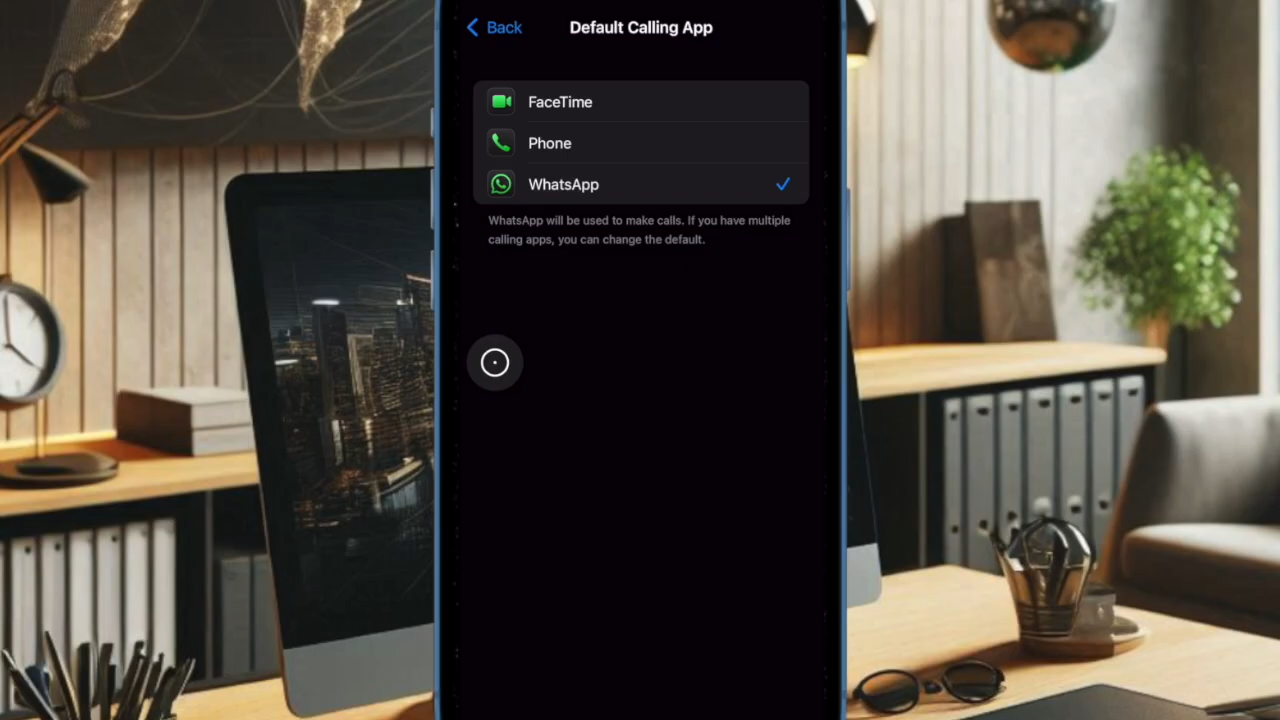 Back
Default Calling App
FaceTime
Phone
WhatsApp
WhatsApp will be used to make calls. If you have multiple
calling apps, you can change the default.